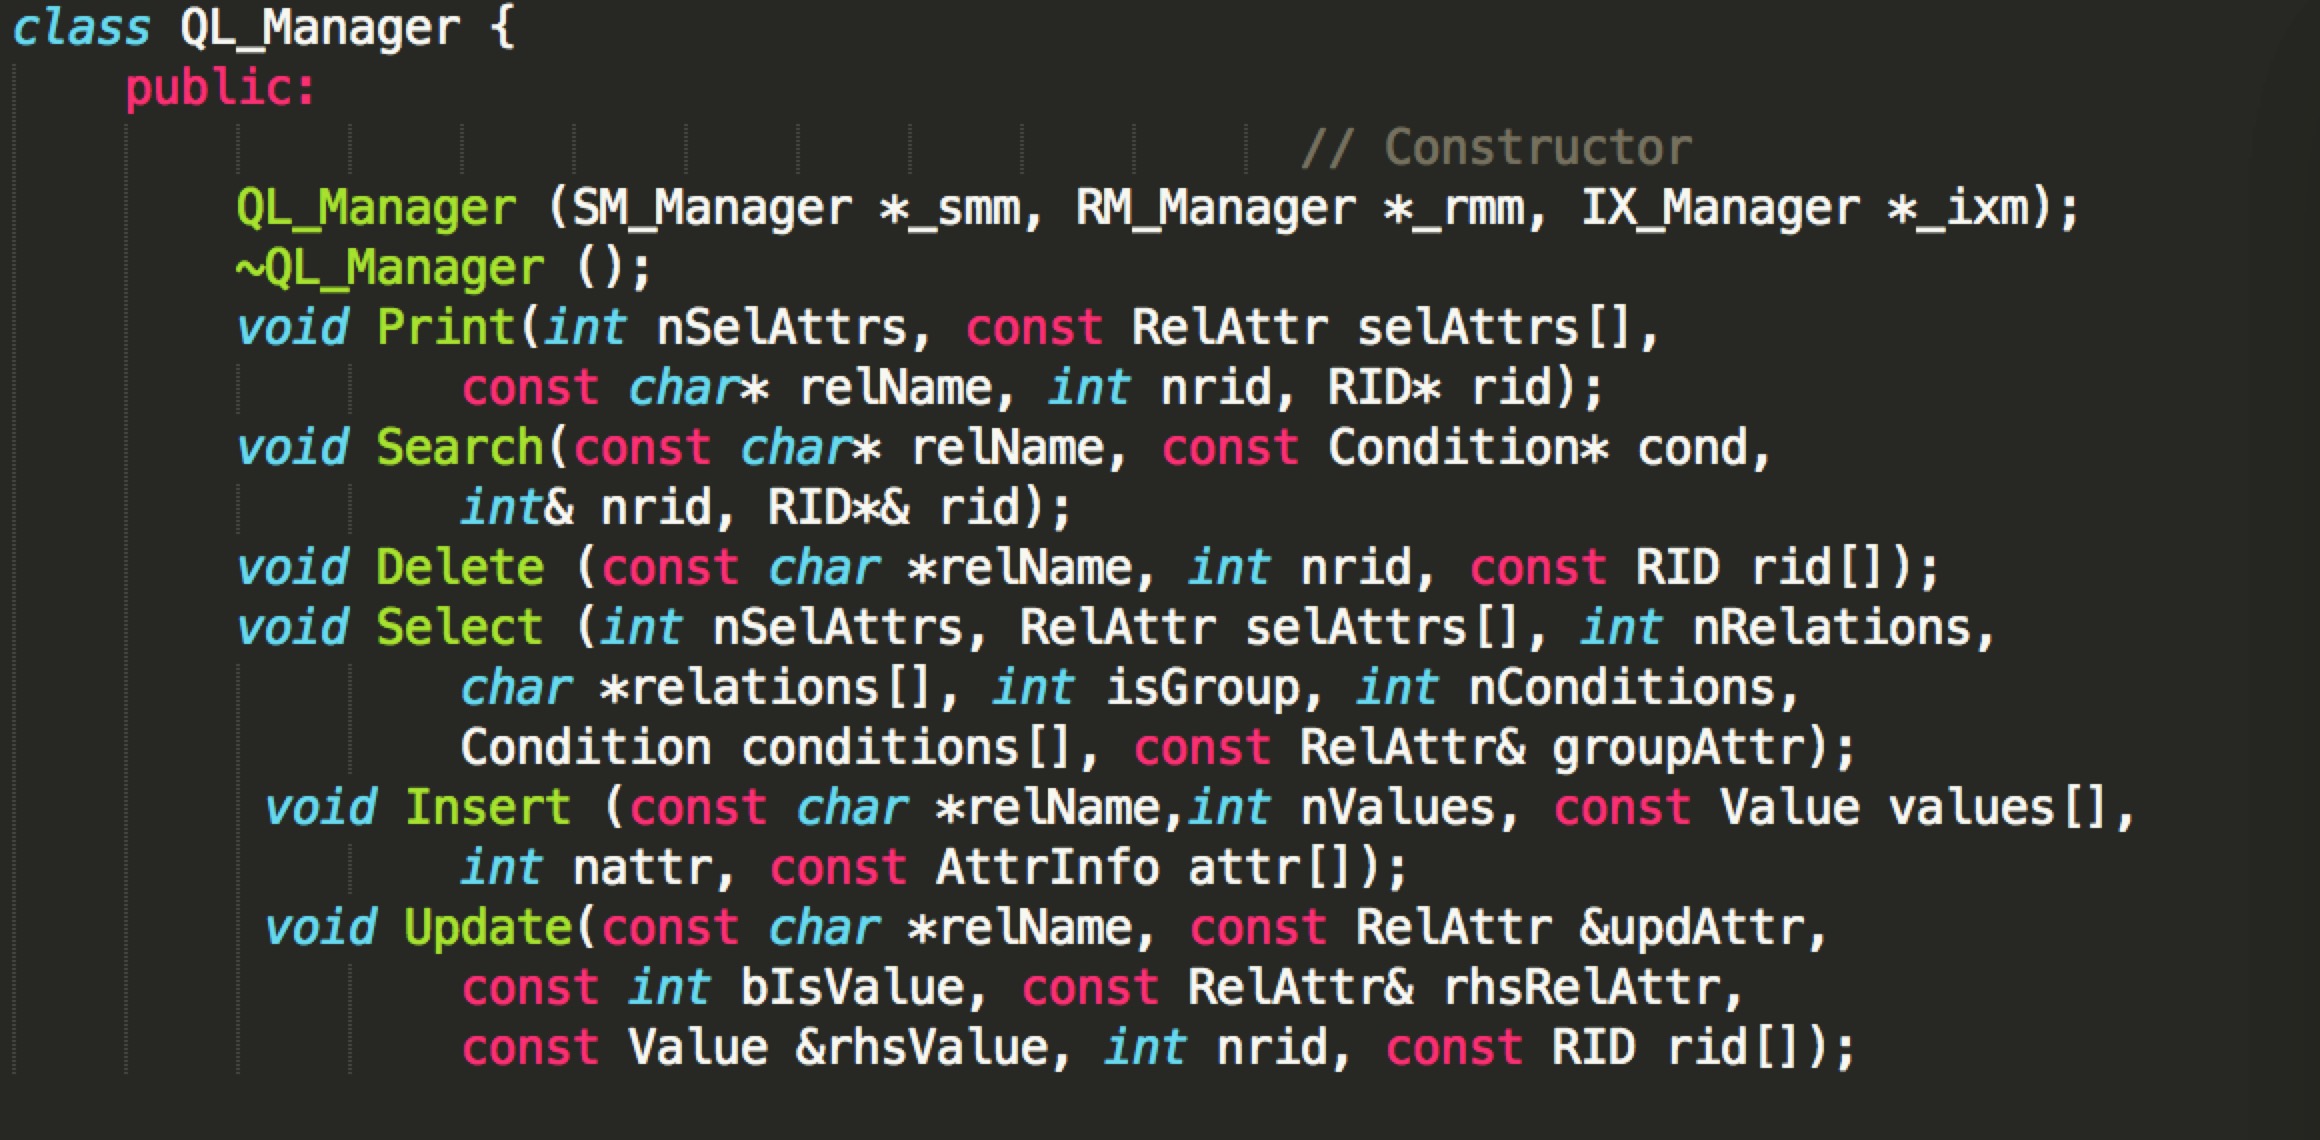 class QL_Manager {
public:
// Constructor
QL_Manager (SM_Manager *_smm, RM_Manager *_rmm, IX_Manager *_ixm);
~QL_Manager ();
void Print(int nSelAttrs, const RelAttr selAttrs[],
const char* relName, int nrid, RID* rid);
void Search(const char* relName, const Condition* cond,
int& nrid, RID*& rid);
void Delete (const char *relName, int nrid, const RID rid[]);
void Select (int nSelAttrs, RelAttr selAttrs[], int nRelations,
char *relations[], int isGroup, int nConditions,
Condition conditions[], const RelAttr& groupAttr);
void Insert (const char *relName,int nValues, const Value values[],
int nattr, const AttrInfo attr[]);
void Update(const char *relName, const RelAttr &updAttr,
const int bIsValue, const RelAttr& rhsRelAttr,
const Value &rhsValue, int nrid, const RID rid[]);